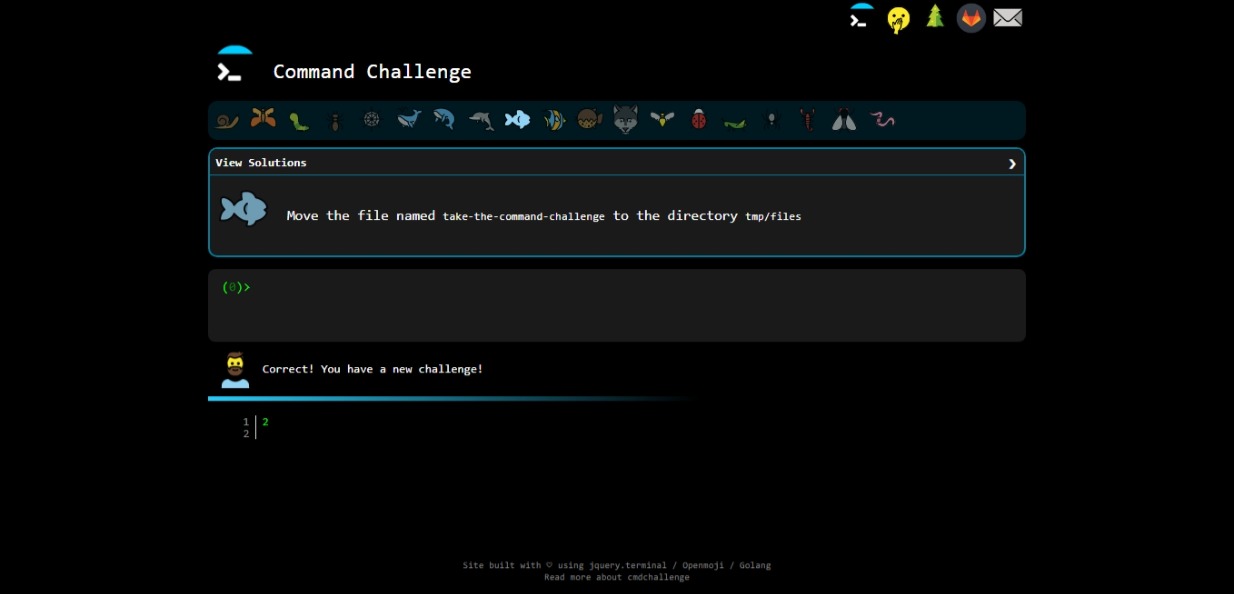 Command Challenge
View Solutions
Move the file named take-the-command-challenge to the directory tmp/files
(0)>
Correct! You have a new challenge!
1 2
2
Site built with ♡ using jquery.terminal / Openmoji / Golang
Read more about cmdchallenge